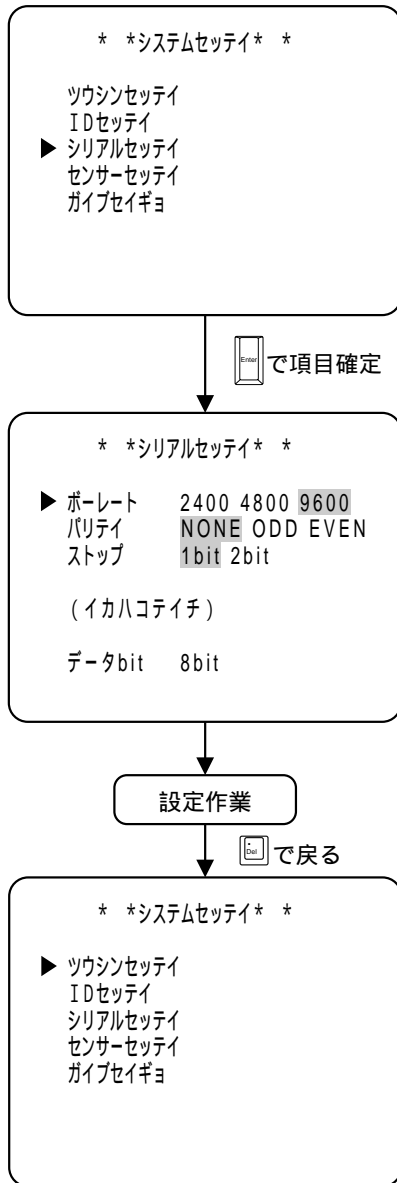 * *システムセッテイ* *
ツウシンセッテイ
IDセッテイ
▶ シリアルセッテイ
センサーセッテイ
ガイブセイギョ
Enter で項目確定
* *シリアルセッテイ* *
▶ ボーレート 2400 4800 9600
パリテイ NONE ODD EVEN
ストップ 1bit 2bit
(イカハコテイチ)
データbit 8bit
設定作業
Del で戻る
* *システムセッテイ* *
▶ ツウシンセッテイ
IDセッテイ
シリアルセッテイ
センサーセッテイ
ガイブセイギョ